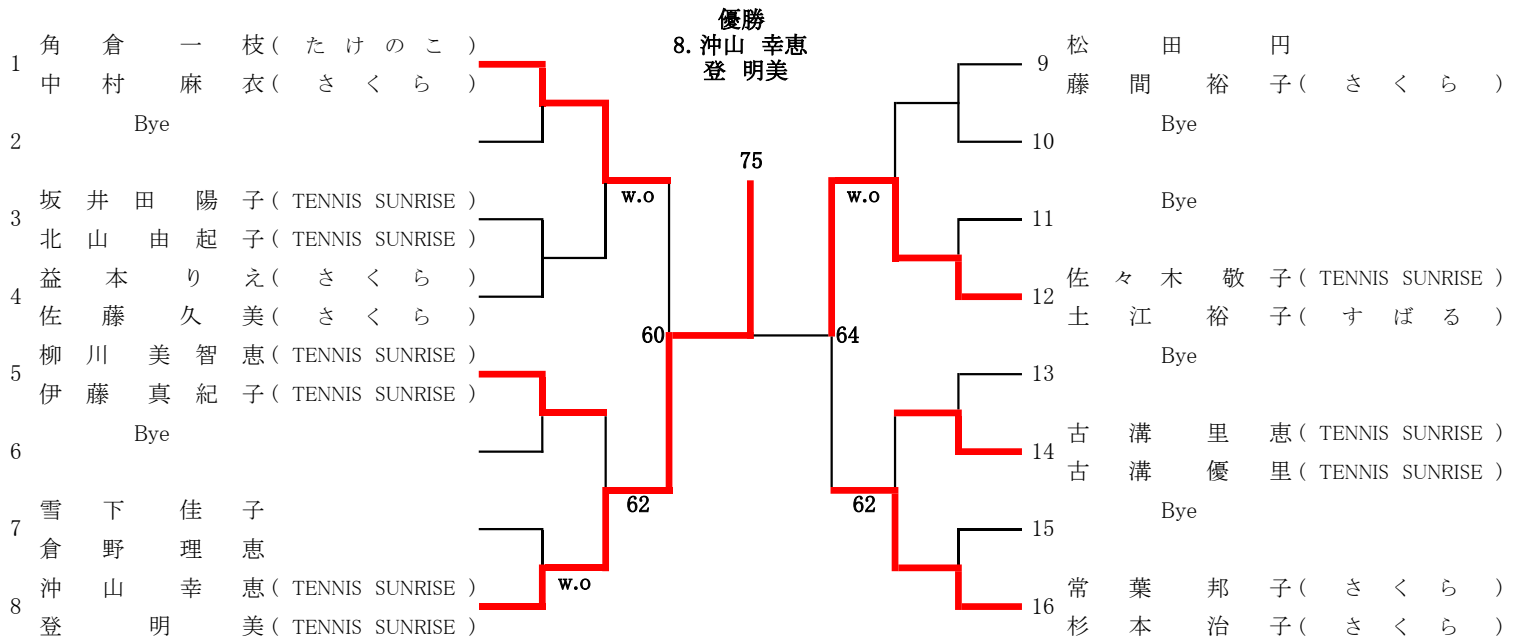 優勝
8. 沖山 幸恵
登 明美
1
角倉 一枝(たけのこ)
中村 麻衣(さくら)
2
Bye
3
坂井田 陽子(TENNIS SUNRISE)
北山 由起子(TENNIS SUNRISE)
4
益本 りえ(さくら)
佐藤 久美(さくら)
5
柳川 美智恵(TENNIS SUNRISE)
伊藤 真紀子(TENNIS SUNRISE)
6
Bye
7
雪下 佳子
倉野 理恵
8
沖山 幸恵(TENNIS SUNRISE)
登 明美(TENNIS SUNRISE)
w.o
w.o
62
60
75
64
w.o
62
9
松田 円
藤間 裕子(さくら)
10
Bye
11
Bye
12
佐々木 敬子(TENNIS SUNRISE)
土江 裕子(すばる)
13
Bye
14
古溝 里恵(TENNIS SUNRISE)
古溝 優里(TENNIS SUNRISE)
15
Bye
16
常葉 邦子(さくら)
杉本 治子(さくら)